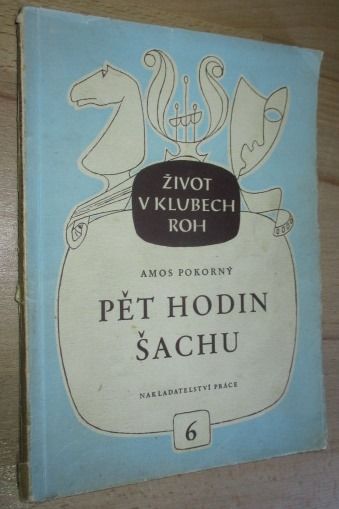 ŽIVOT
V KLUBECH
ROH
AMOS POKORNÝ
PĚT HODIN
ŠACHU
NAKLADATELSTVÍ PRÁCE
6